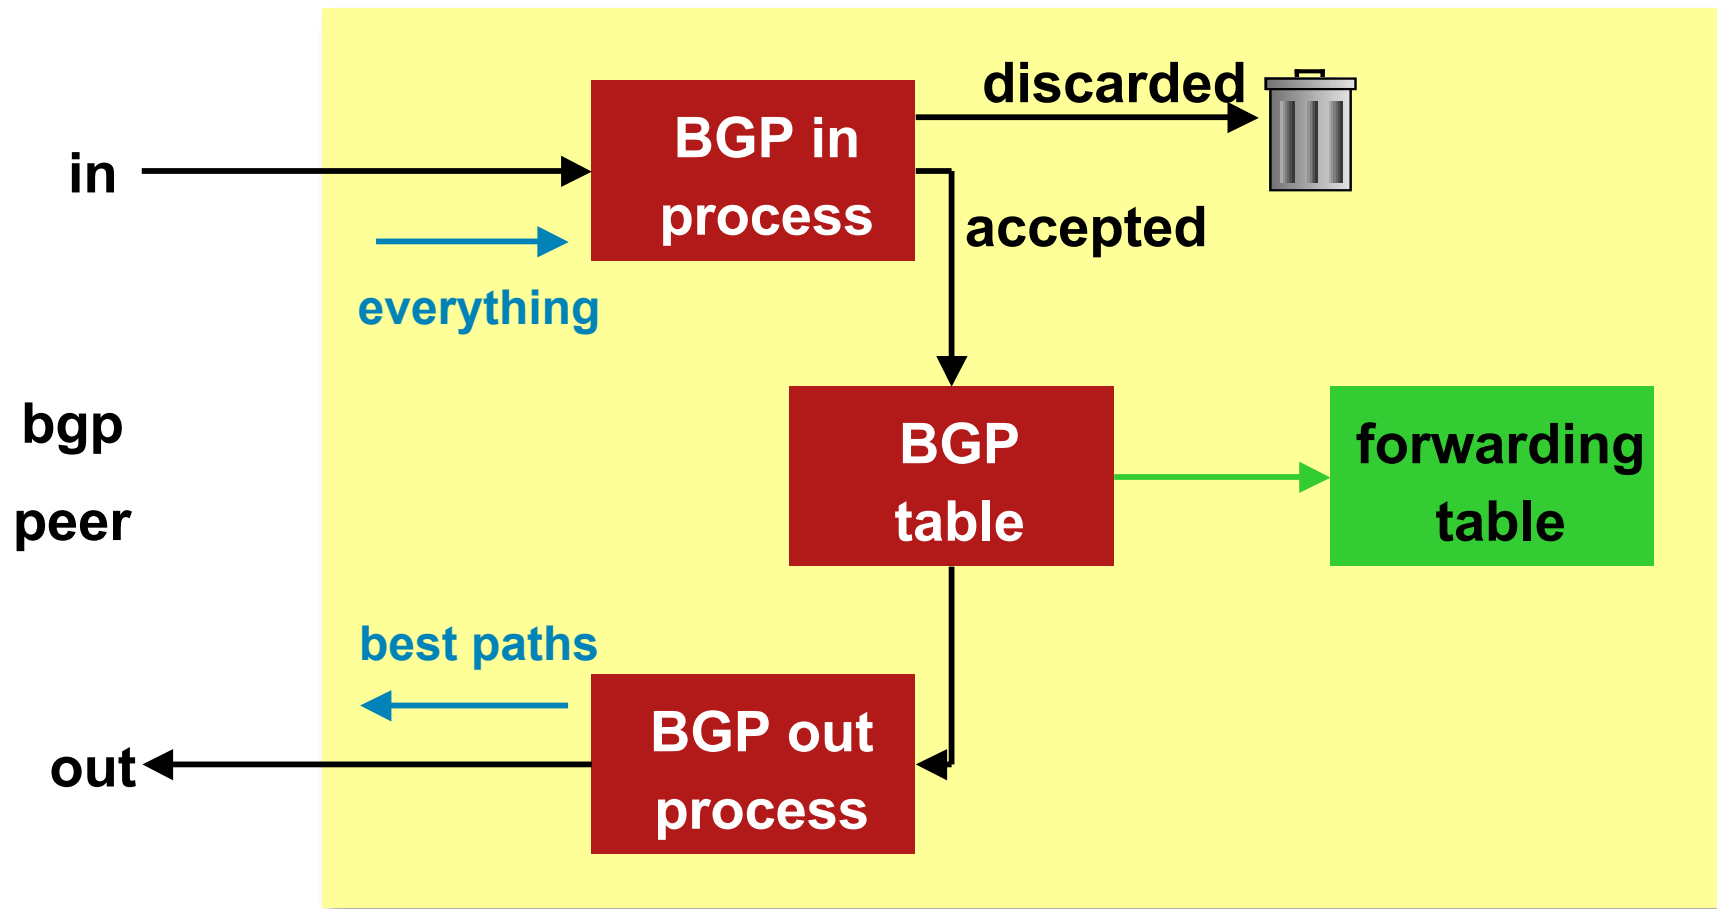 discarded
BGP in
process
in
accepted
everything
bgp
peer
BGP
table
forwarding
table
best paths
BGP out
process
out